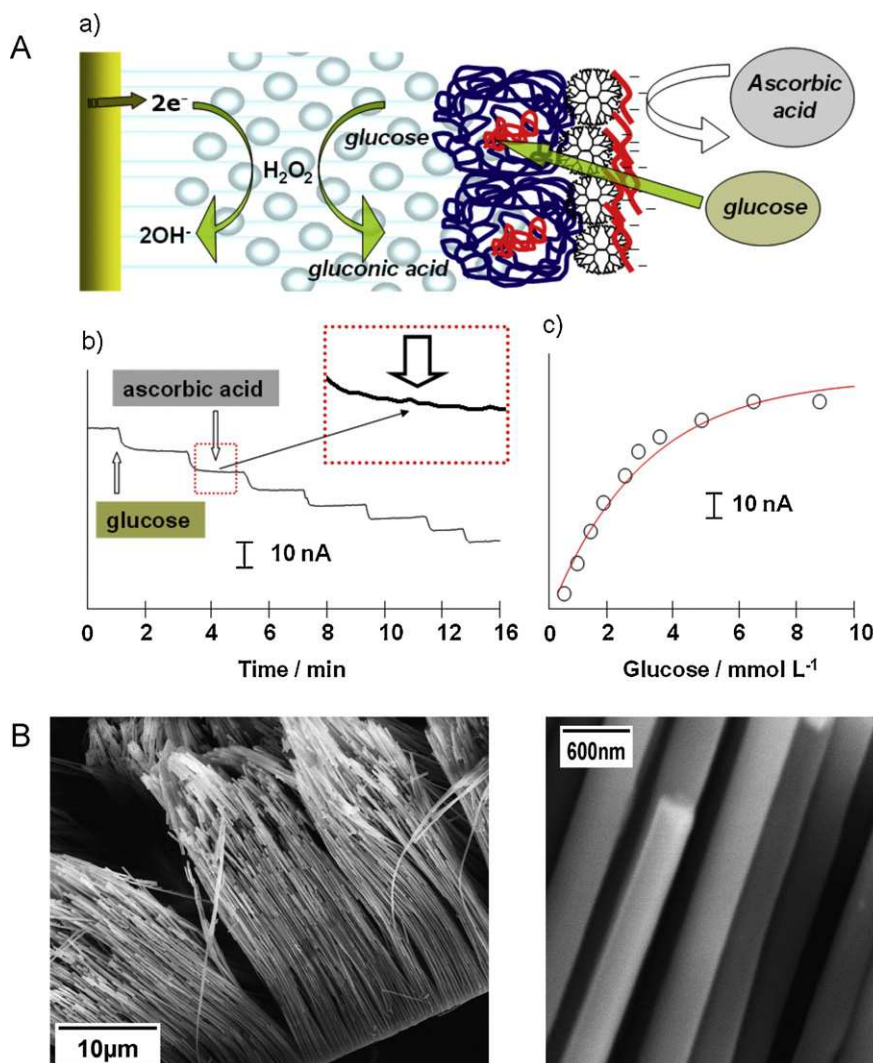 A
a)
2e⁻
H₂O₂
2OH⁻
glucose
gluconic acid
Ascorbic
acid
glucose
b)
ascorbic acid
glucose
10 nA
0 2 4 6 8 10 12 14 16
Time / min
c)
10 nA
0 2 4 6 8 10
Glucose / mmol L⁻¹
B
10µm
600nm